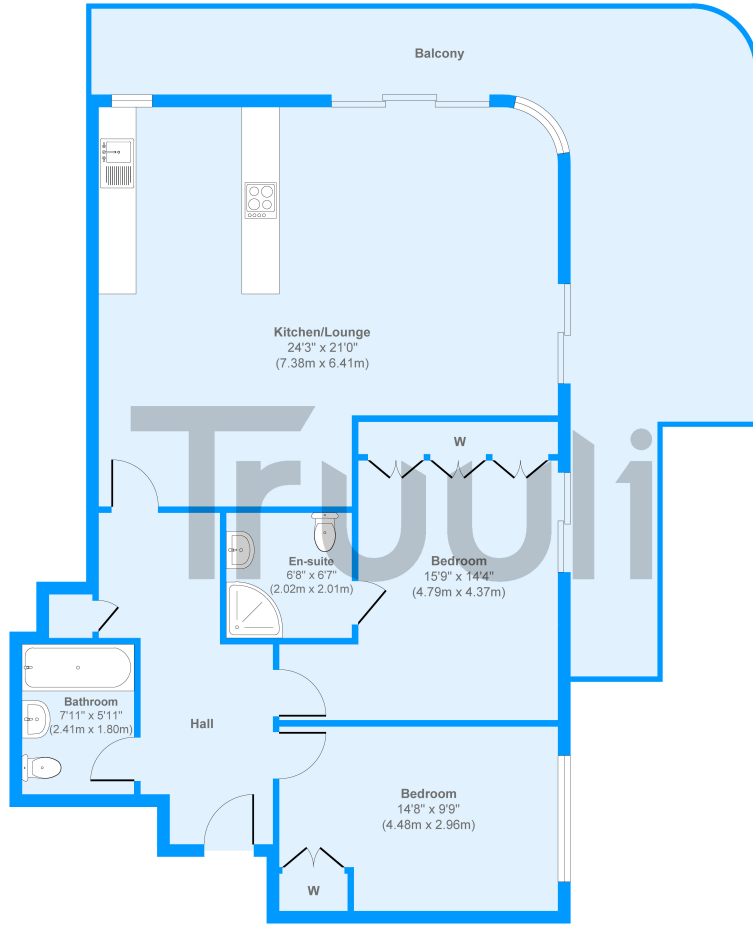 Balcony
Kitchen/Lounge
24'3" x 21'0"
(7.38m x 6.41m)
W
Truuli
En-suite
6'8" x 6'7"
(2.02m x 2.01m)
Bedroom
15'9" x 14'4"
(4.79m x 4.37m)
Bathroom
7'11" x 5'11"
(2.41m x 1.80m)
Hall
Bedroom
14'8" x 9'9"
(4.48m x 2.96m)
W